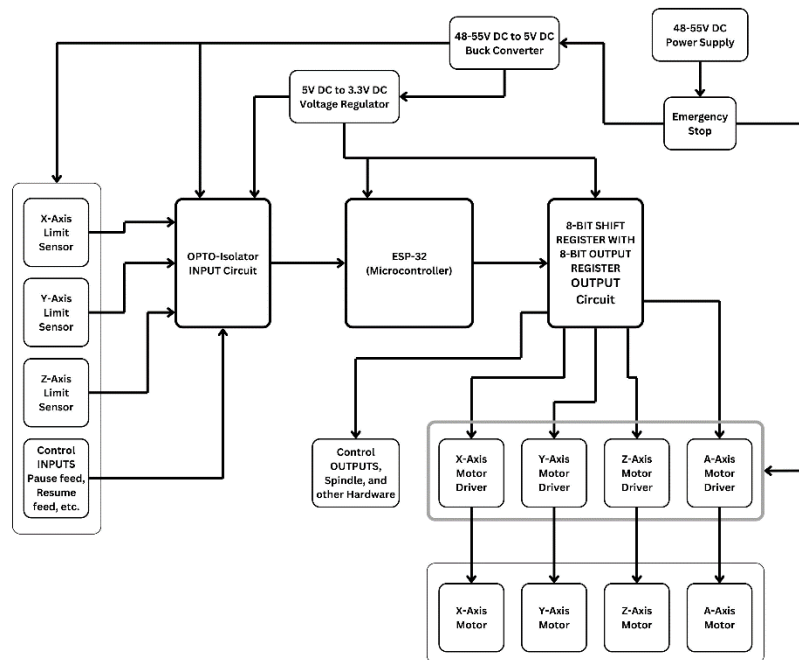 48-55V DC to 5V DC
Buck Converter
48-55V DC
Power Supply
5V DC to 3.3V DC
Voltage Regulator
Emergency
Stop
X-Axis
Limit
Sensor
Y-Axis
Limit
Sensor
Z-Axis
Limit
Sensor
Control
INPUTS
Pause feed,
Resume
feed, etc.
OPTO-Isolator
INPUT Circuit
ESP-32
(Microcontroller)
8-BIT SHIFT
REGISTER WITH
8-BIT OUTPUT
REGISTER
OUTPUT
Circuit
Control
OUTPUTS,
Spindle, and
other Hardware
X-Axis
Motor
Driver
Y-Axis
Motor
Driver
Z-Axis
Motor
Driver
A-Axis
Motor
Driver
X-Axis
Motor
Y-Axis
Motor
Z-Axis
Motor
A-Axis
Motor